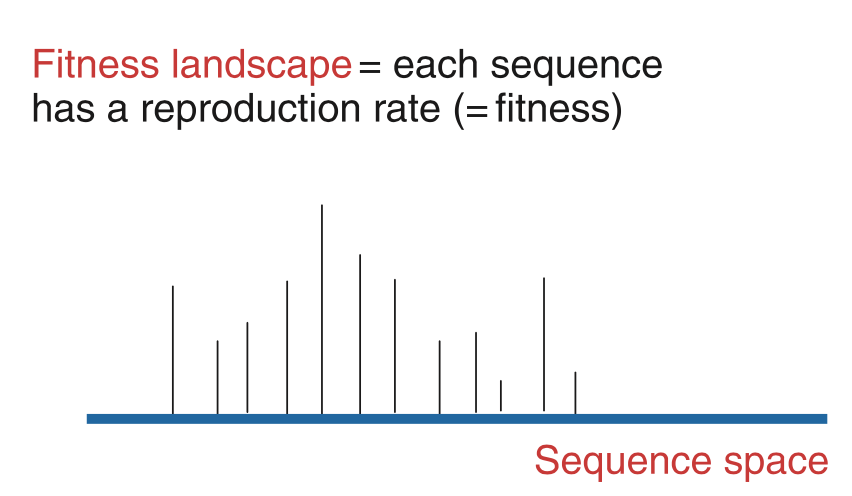 Fitness landscape = each sequence
has a reproduction rate (= fitness)
Sequence space